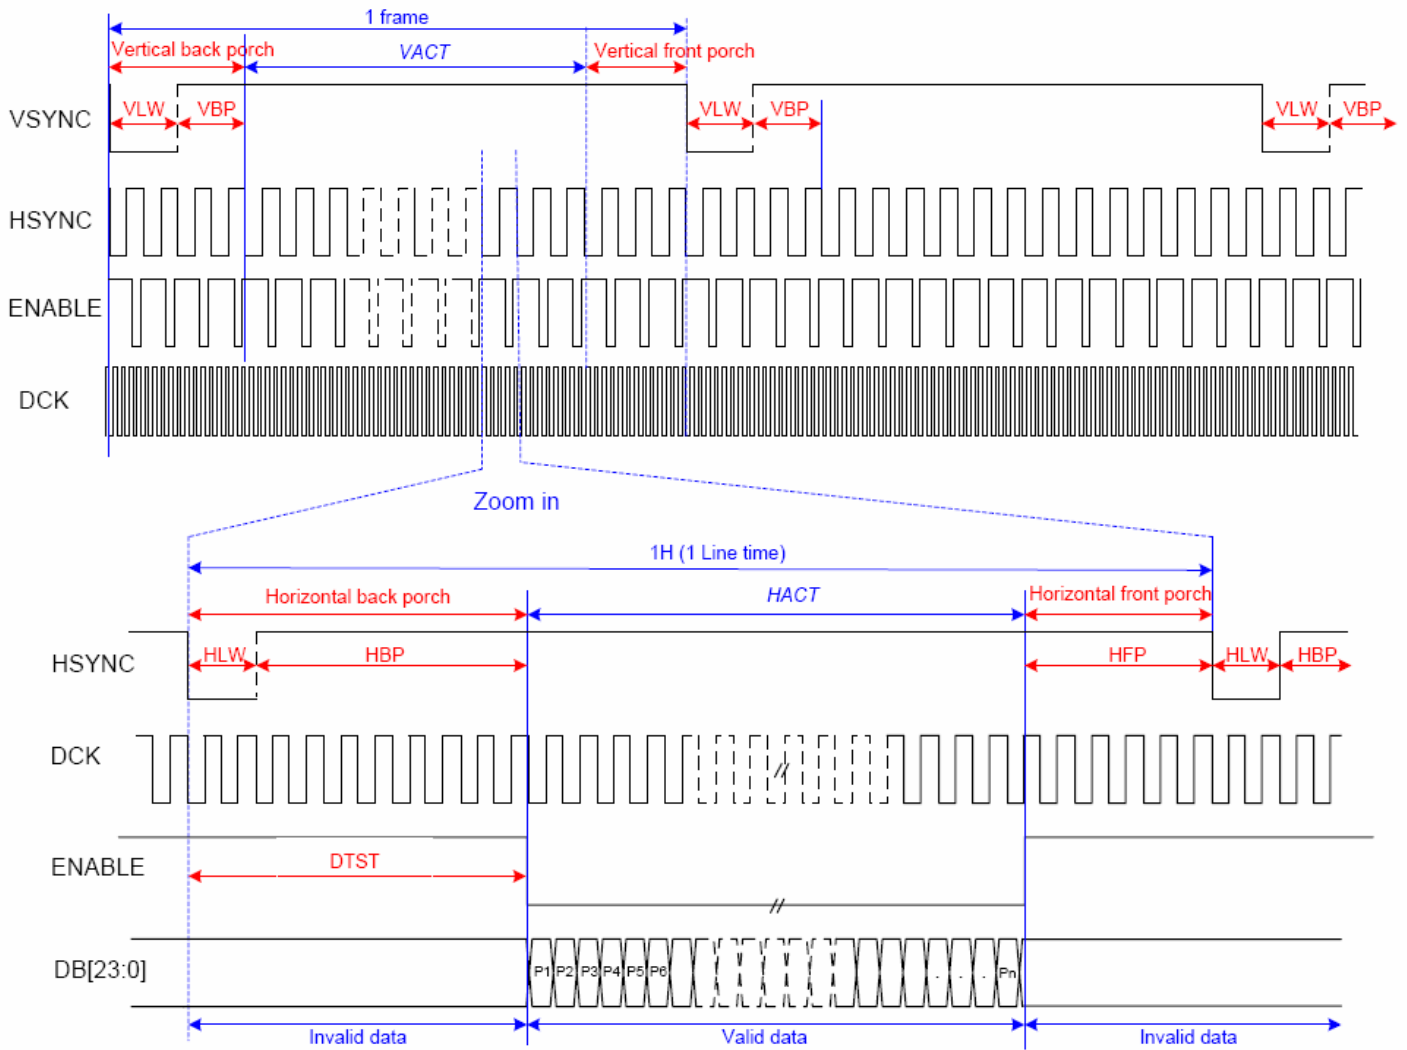 1 frame
Vertical back porch
VACT
Vertical front porch
VSYNC
VLW
VBP
VLW
VBP
VLW
VBP
HSYNC
ENABLE
DCK
Zoom in
1H (1 Line time)
Horizontal back porch
HACT
Horizontal front porch
HSYNC
HLW
HBP
HFP
HLW
HBP
DCK
//
ENABLE
DTST
//
DB[23:0]
P1 P2 P3 P4 P5 P6 . . . Pn
Invalid data
Valid data
Invalid data